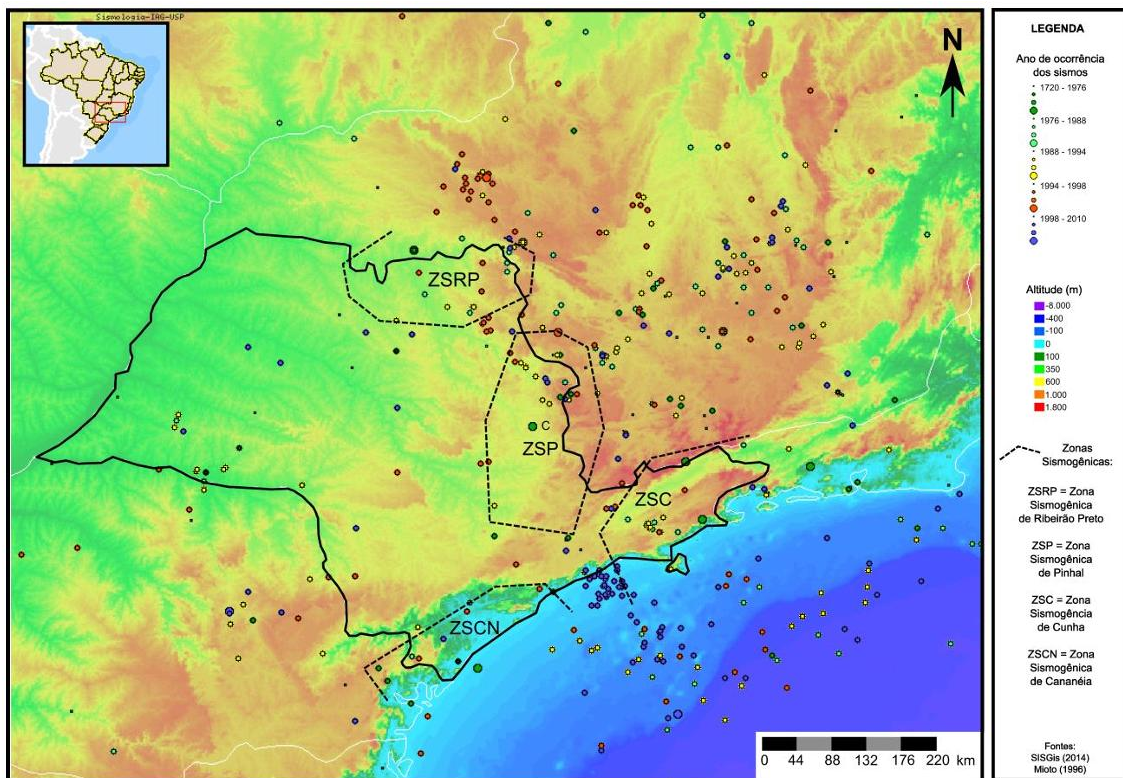 Sismologia-IAG-USP
N
ZSRP
C
ZSP
ZSC
ZSCN
0 44 88 132 176 220 km
LEGENDA
Ano de ocorrência
dos sismos
1720 - 1976
1976 - 1988
1988 - 1994
1994 - 1998
1998 - 2010
Altitude (m)
-8.000
-400
-100
0
100
350
600
1.000
1.800
Zonas
Sismogênicas:
ZSRP = Zona
Sismogênica
de Ribeirão Preto
ZSP = Zona
Sismogênica
de Pinhal
ZSC = Zona
Sismogência
de Cunha
ZSCN = Zona
Sismogênica
de Cananéia
Fontes:
SISGis (2014)
Mioto (1996)